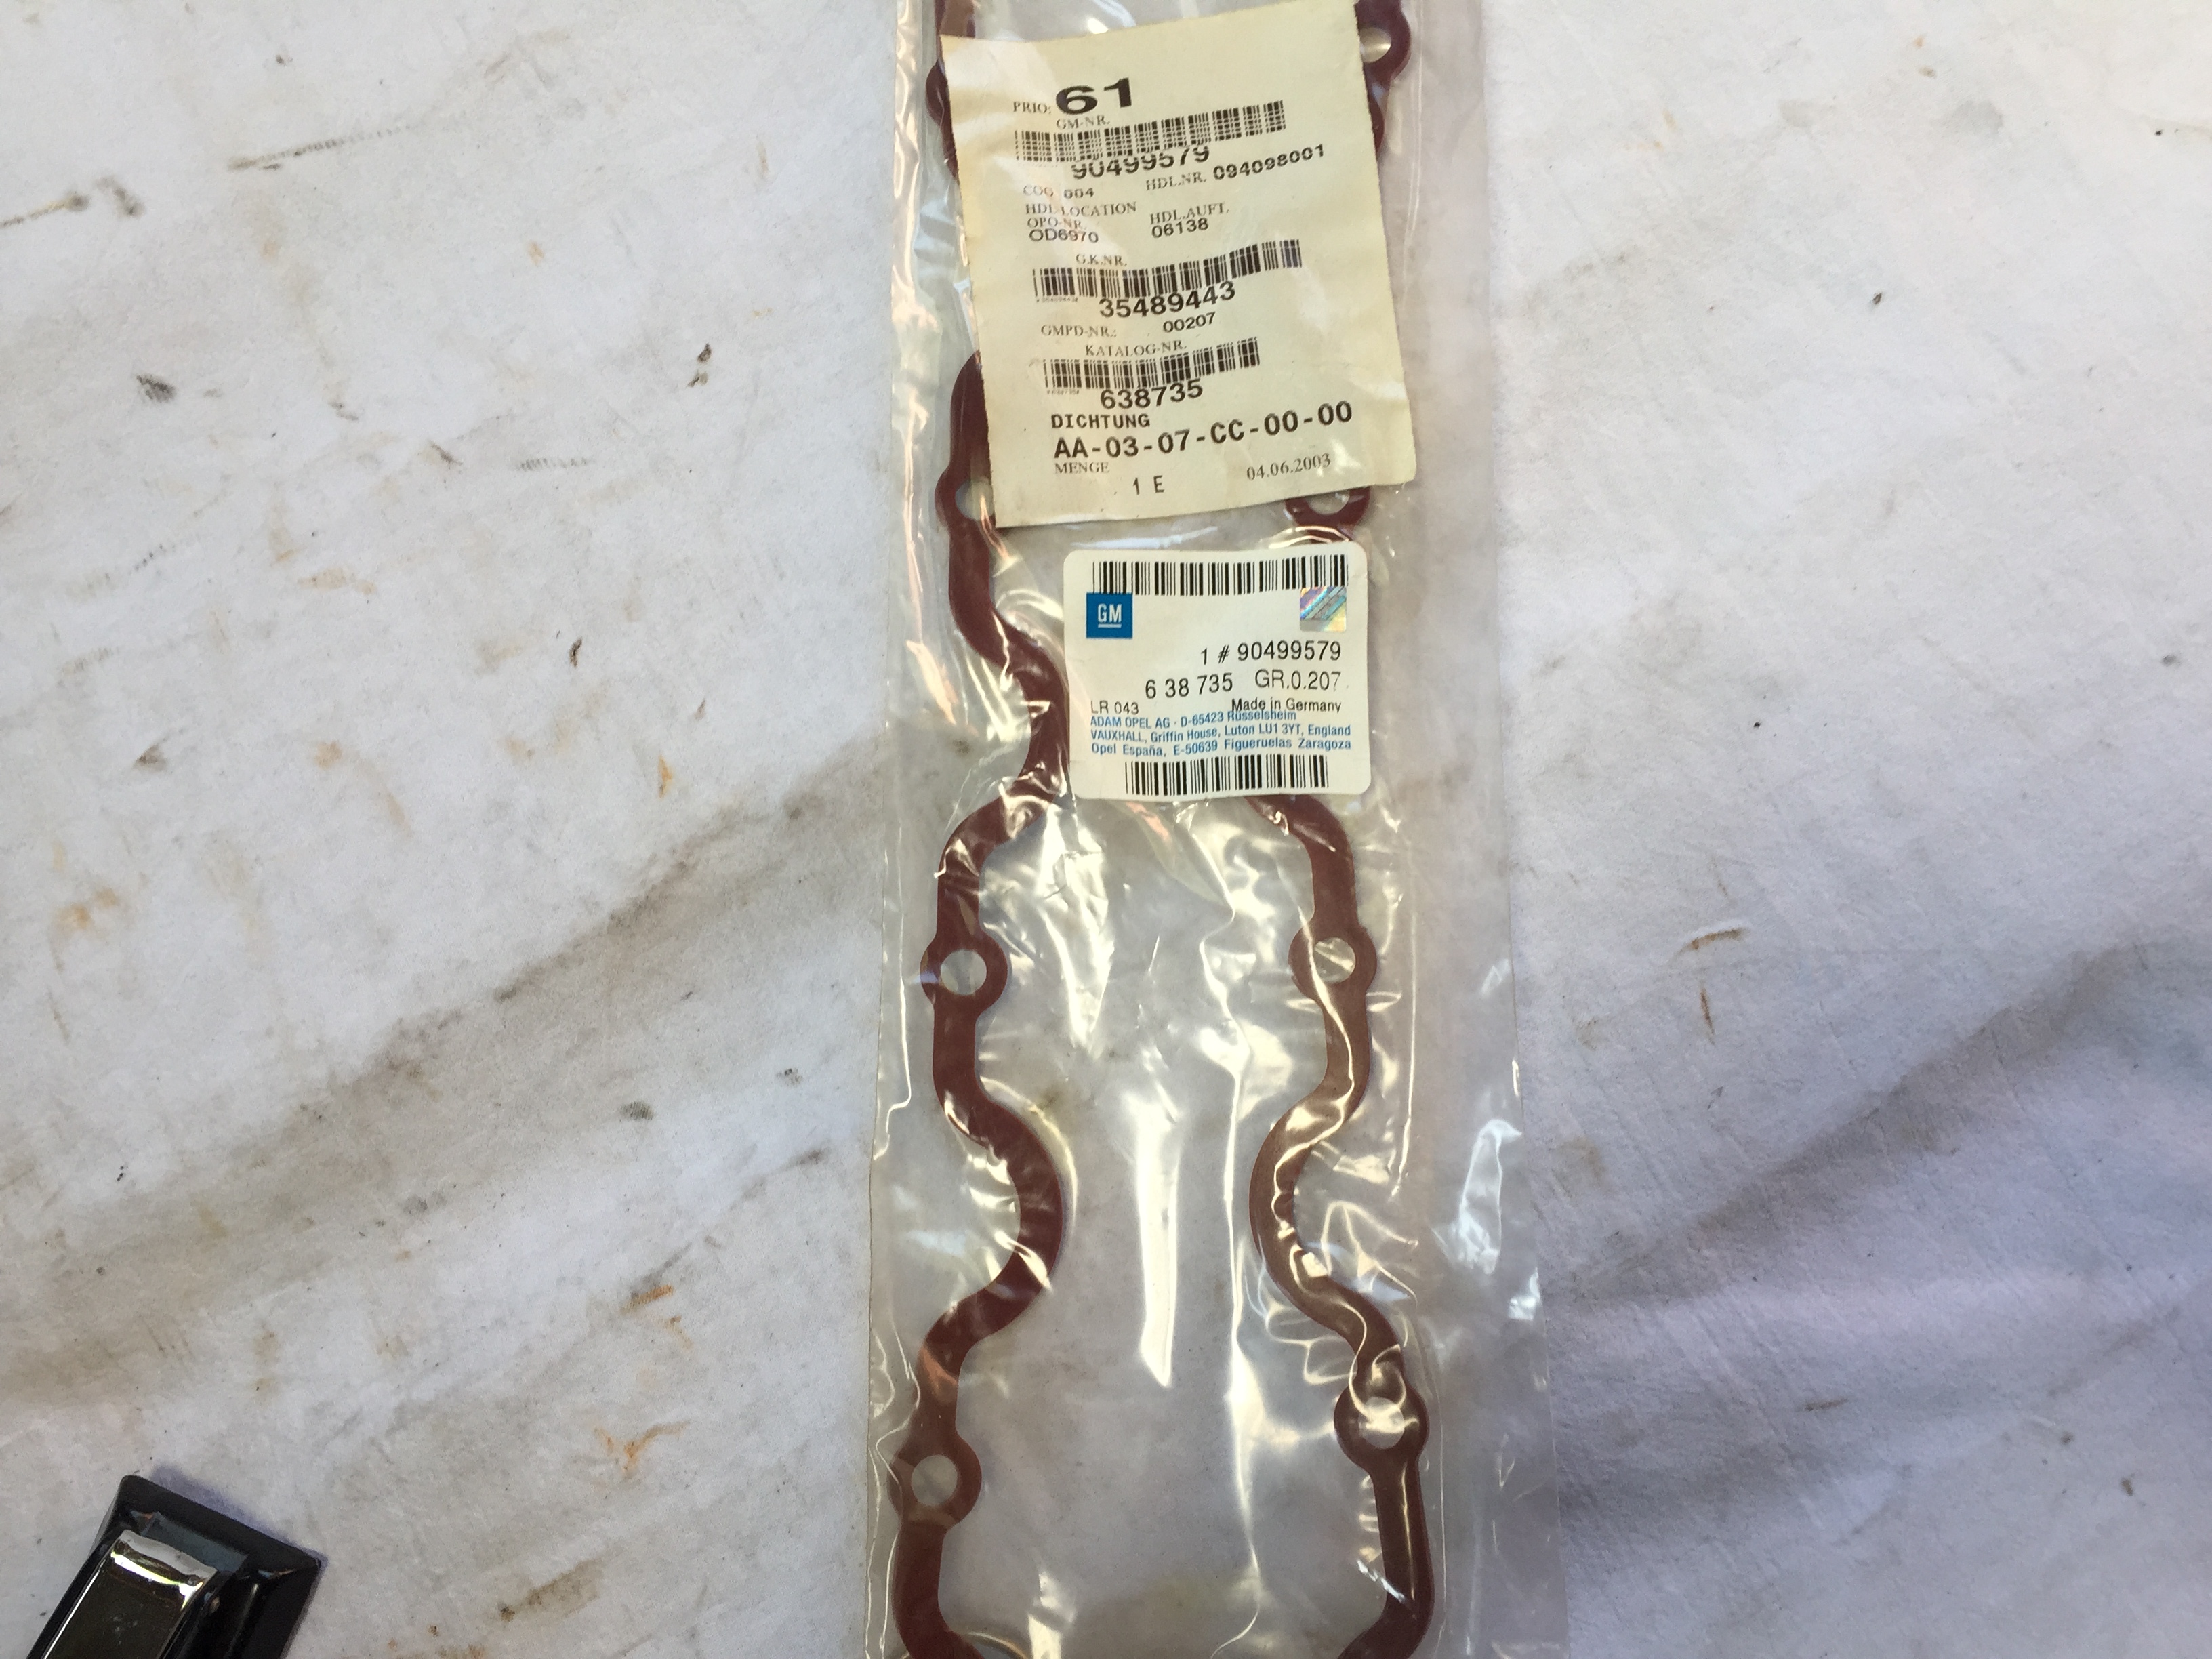 PRIO: 61
GM-NR.
90499579
COO 004 HDL.NR. 094098001
HDL-LOCATION HDL.AUFT.
OPO-NR.
OD6970 06138
G.K.NR.
35489443
GMPD-NR.: 00207
KATALOG-NR.
638735
DICHTUNG
AA-03-07-CC-00-00
MENGE 04.06.2003
1 E
GM
1 # 90499579
6 38 735 GR.0.207
LR 043 Made in Germany
ADAM OPEL AG - D-65423 Rüsselsheim
VAUXHALL, Griffin House, Luton LU1 3YT, England
Opel España, E-50639 Figueruelas Zaragoza